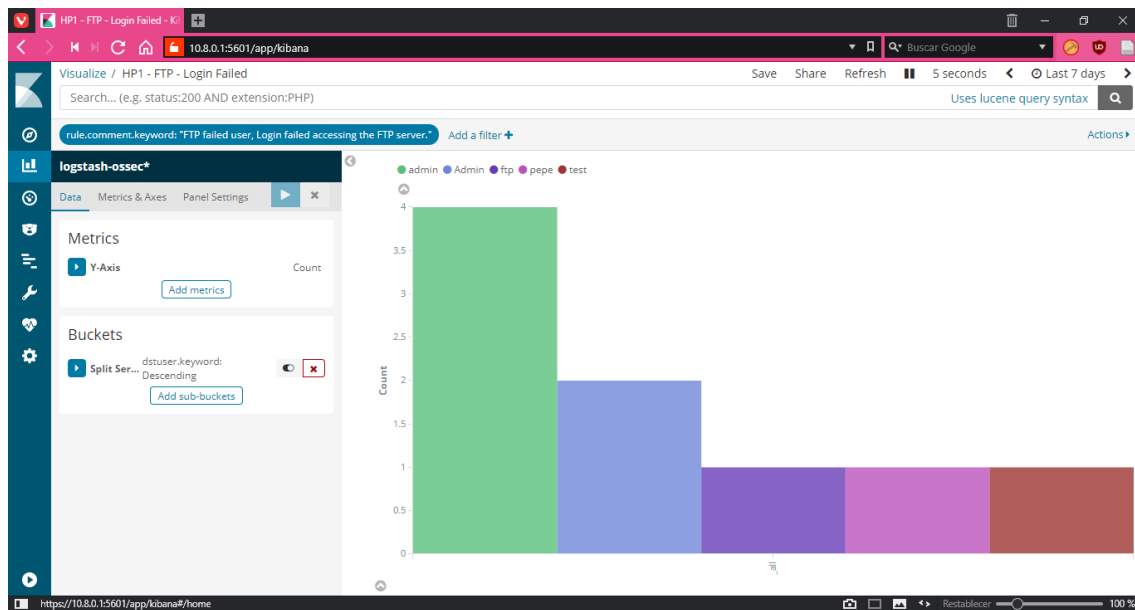 HP1 - FTP - Login Failed - Ki
10.8.0.1:5601/app/kibana
Buscar Google
Visualize / HP1 - FTP - Login Failed
Save Share Refresh 5 seconds Last 7 days
Search... (e.g. status:200 AND extension:PHP)
Uses lucene query syntax
rule.comment.keyword: "FTP failed user, Login failed accessing the FTP server."
Add a filter
Actions
logstash-ossec*
Data Metrics & Axes Panel Settings
Metrics
Y-Axis Count
Add metrics
Buckets
Split Ser... dstuser.keyword:
Descending
Add sub-buckets
admin Admin ftp pepe test
4
3.5
3
2.5
2
1.5
1
0.5
0
Count
https://10.8.0.1:5601/app/kibana#/home
Restablecer 100 %